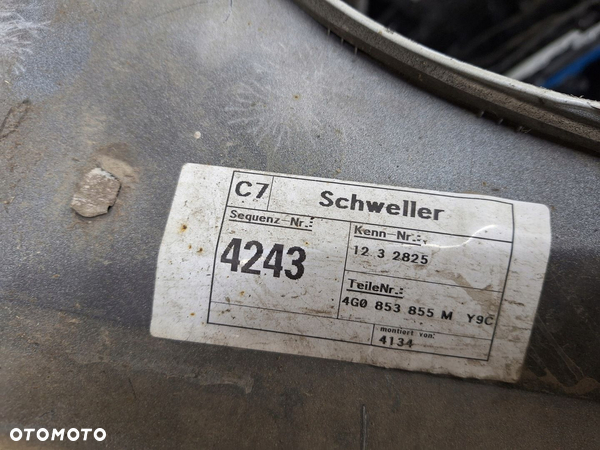 C7 Schweller
Sequenz-Nr.:
4243
Kenn-Nr.:
12 3 2825
TeileNr.:
4G0 853 855 M Y9C
montiert von:
4134
OTOMOTO